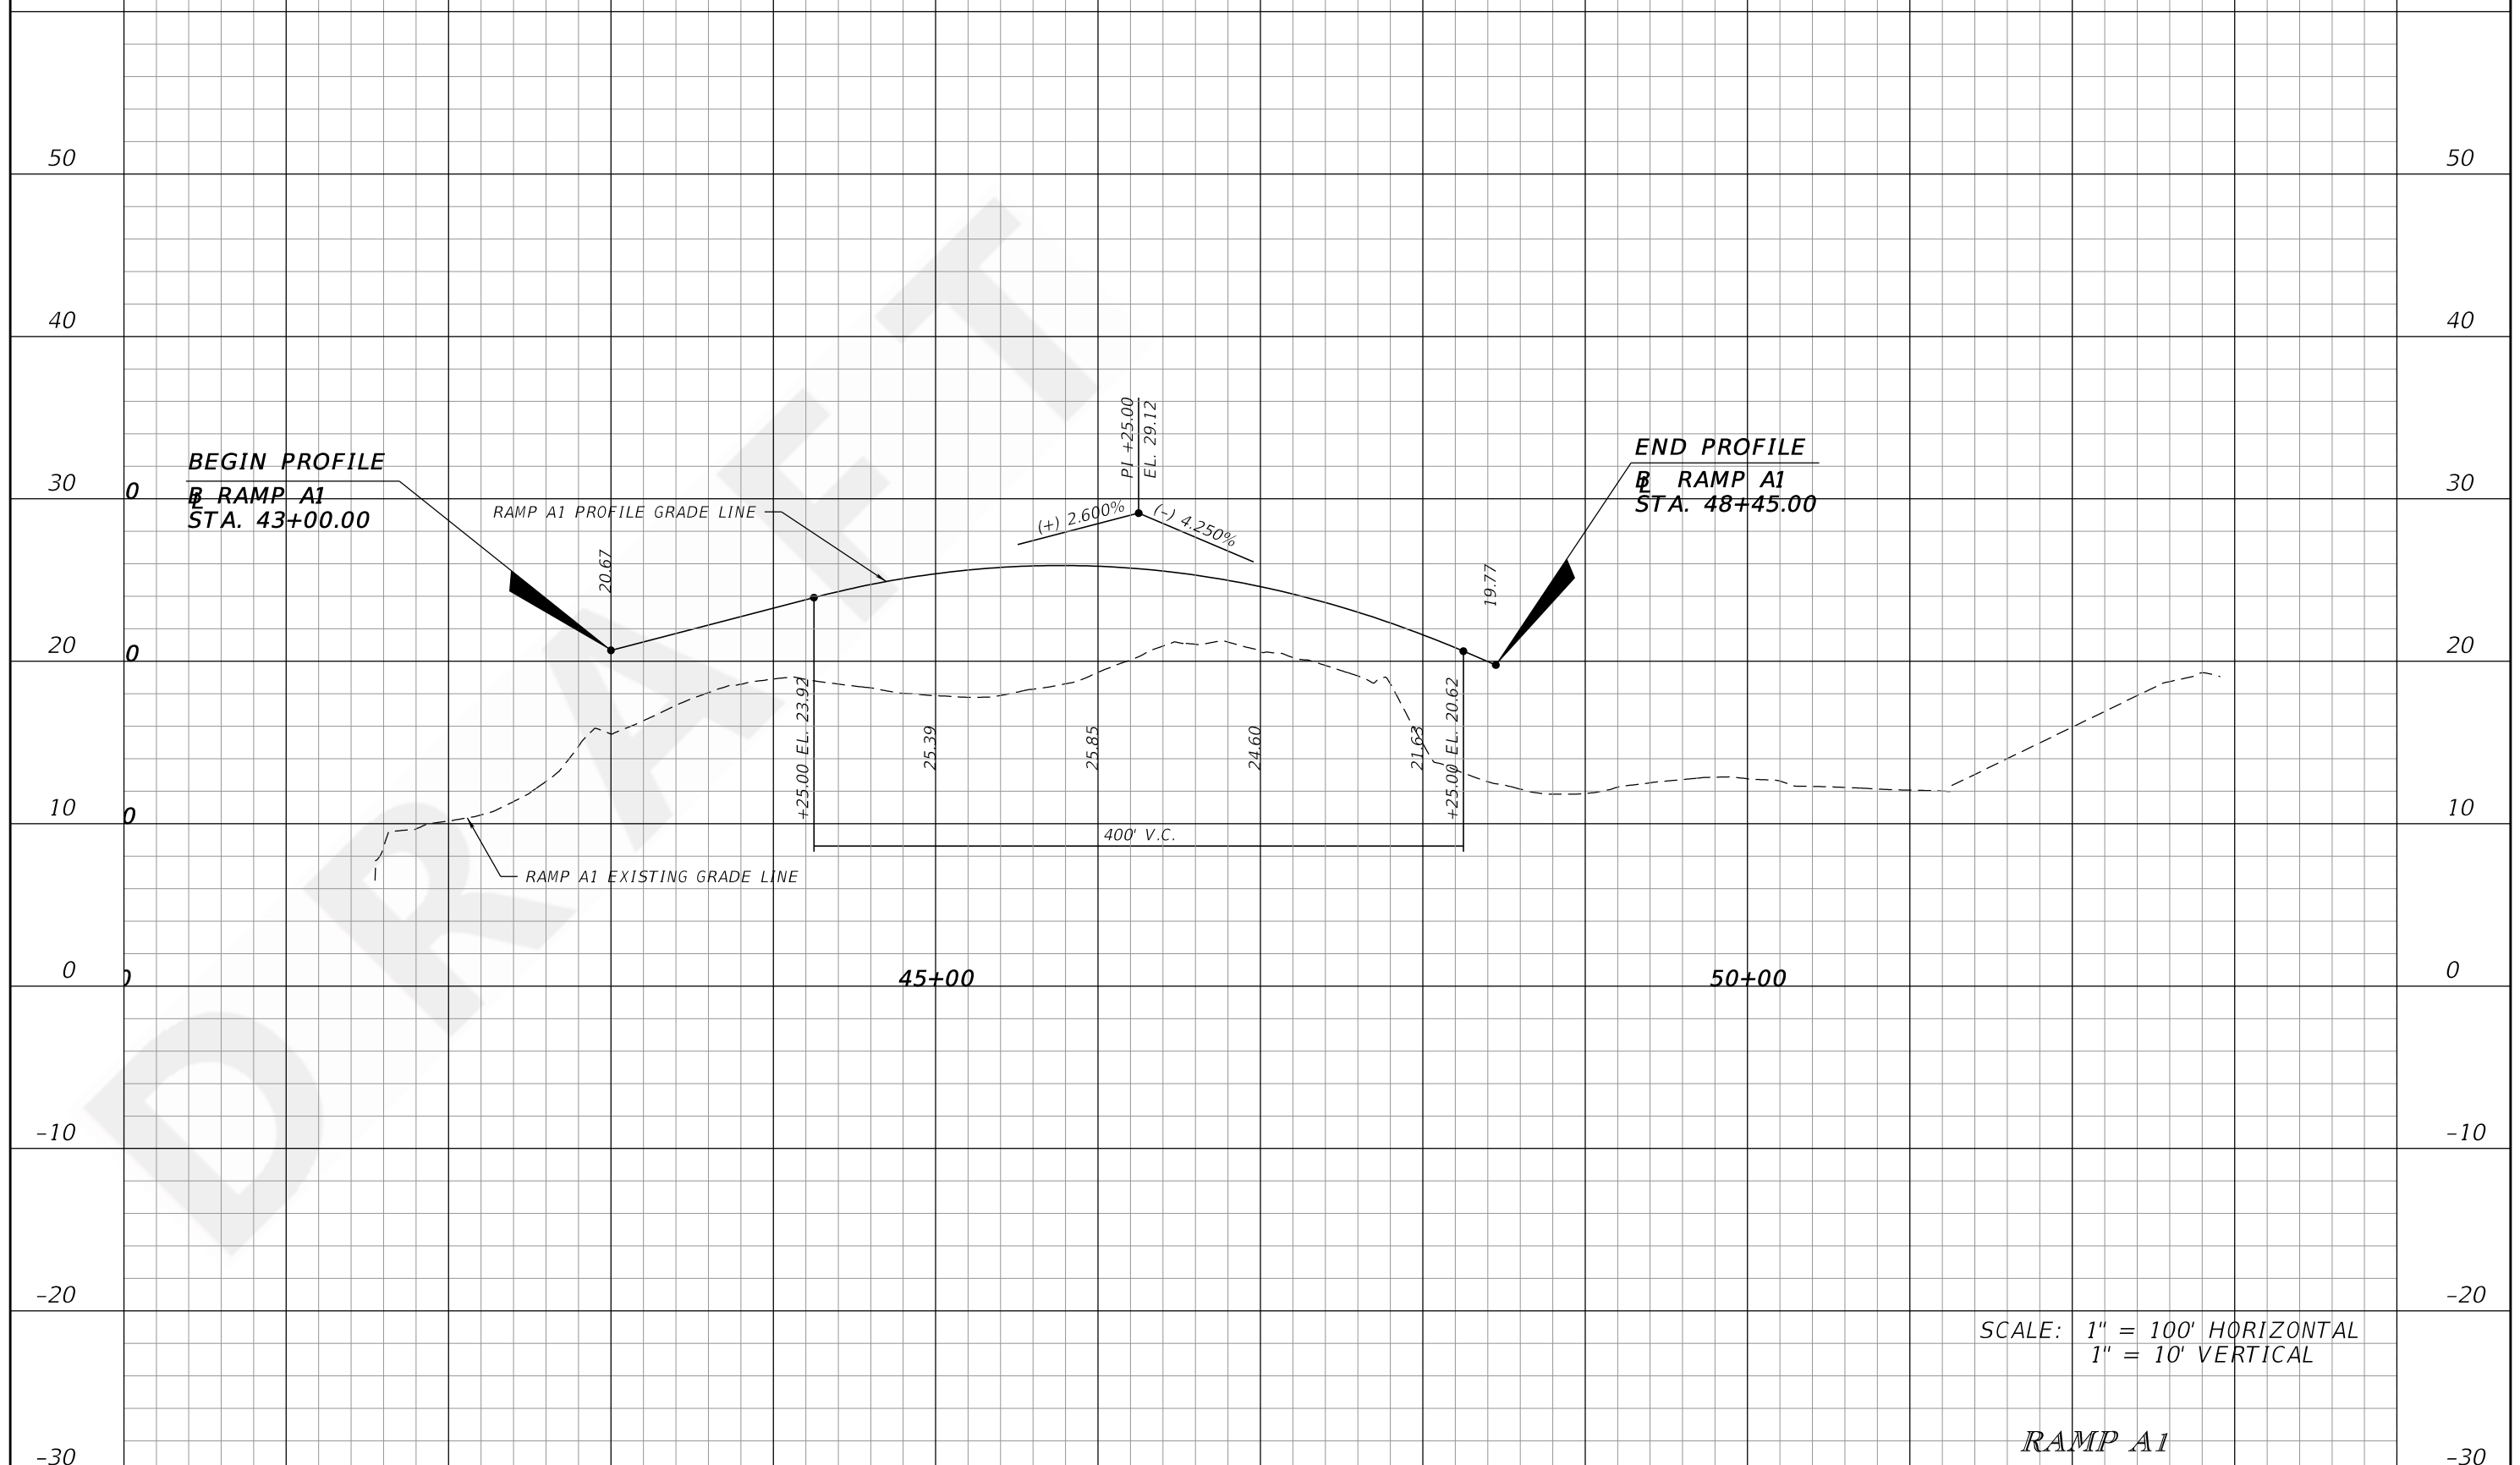 50
50
40
40
PI +25.00
EL. 29.12
BEGIN PROFILE
END PROFILE
30
0
BL RAMP A1
STA. 43+00.00
RAMP A1 PROFILE GRADE LINE
(+) 2.600%
(-) 4.250%
BL RAMP A1
STA. 48+45.00
30
20.67
19.77
20
0
20
+25.00 EL. 23.92
25.39
25.85
24.60
21.63
+25.00 EL. 20.62
10
0
10
400' V.C.
RAMP A1 EXISTING GRADE LINE
0
0
45+00
50+00
0
-10
-10
-20
-20
SCALE: 1" = 100' HORIZONTAL
1" = 10' VERTICAL
RAMP A1
-30
-30
DRAFT